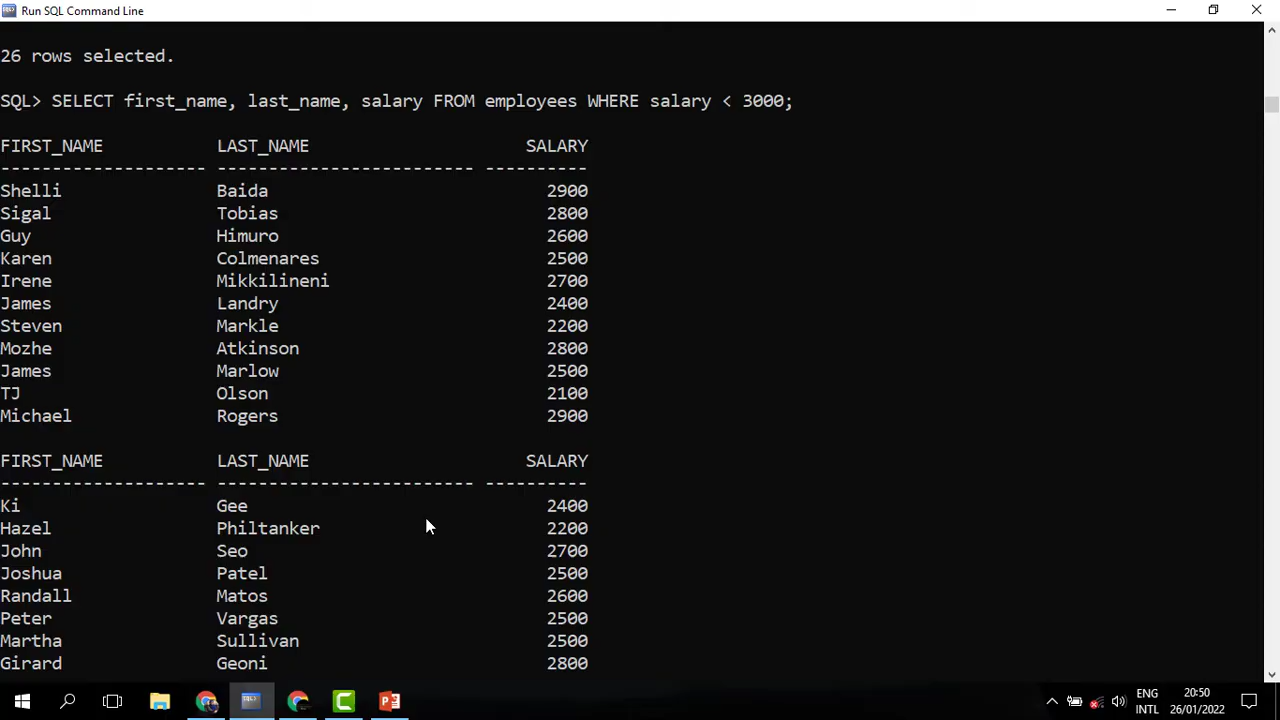 Run SQL Command Line
26 rows selected.
SQL> SELECT first_name, last_name, salary FROM employees WHERE salary < 3000;
FIRST_NAME LAST_NAME SALARY
-------------------- ------------------------- ----------
Shelli Baida 2900
Sigal Tobias 2800
Guy Himuro 2600
Karen Colmenares 2500
Irene Mikkilineni 2700
James Landry 2400
Steven Markle 2200
Mozhe Atkinson 2800
James Marlow 2500
TJ Olson 2100
Michael Rogers 2900
FIRST_NAME LAST_NAME SALARY
-------------------- ------------------------- ----------
Ki Gee 2400
Hazel Philtanker 2200
John Seo 2700
Joshua Patel 2500
Randall Matos 2600
Peter Vargas 2500
Martha Sullivan 2500
Girard Geoni 2800
ENG 20:50
INTL 26/01/2022